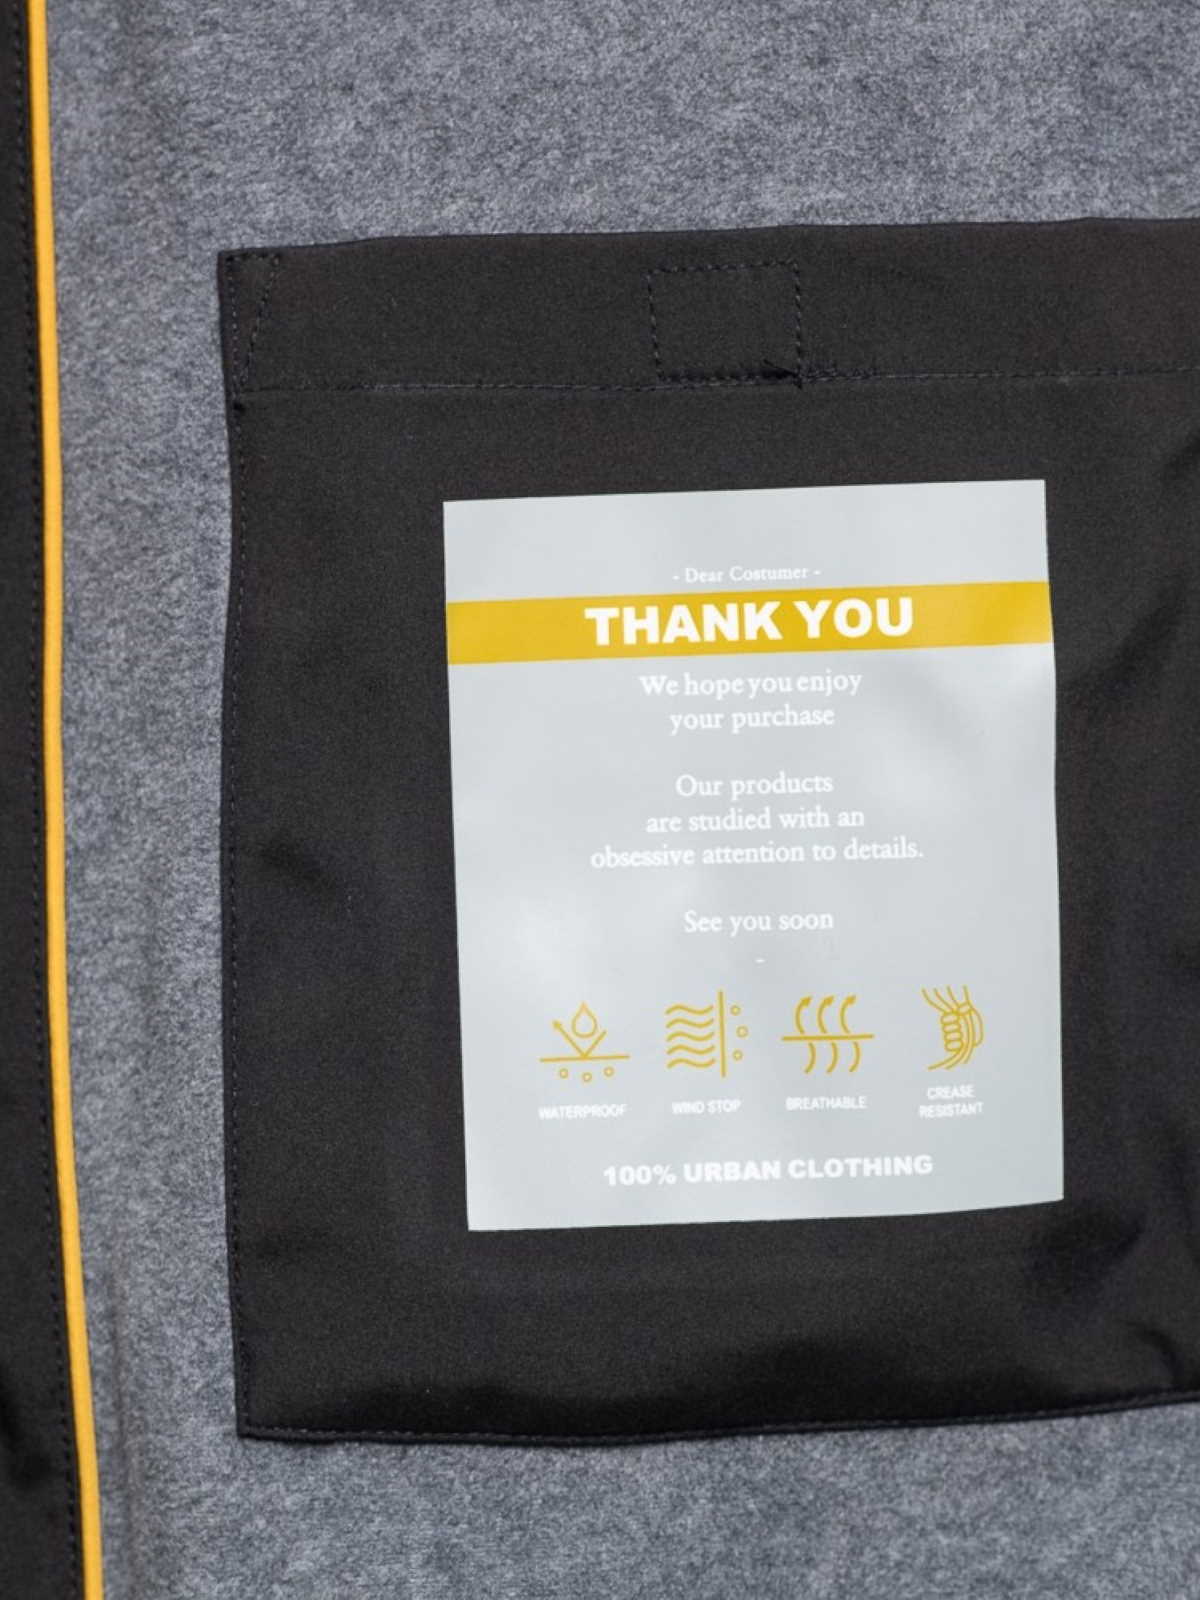 - Dear Costumer -
THANK YOU
We hope you enjoy
your purchase
Our products
are studied with an
obsessive attention to details.
See you soon
-
WATERPROOF
WIND STOP
BREATHABLE
CREASE
RESISTANT
100% URBAN CLOTHING